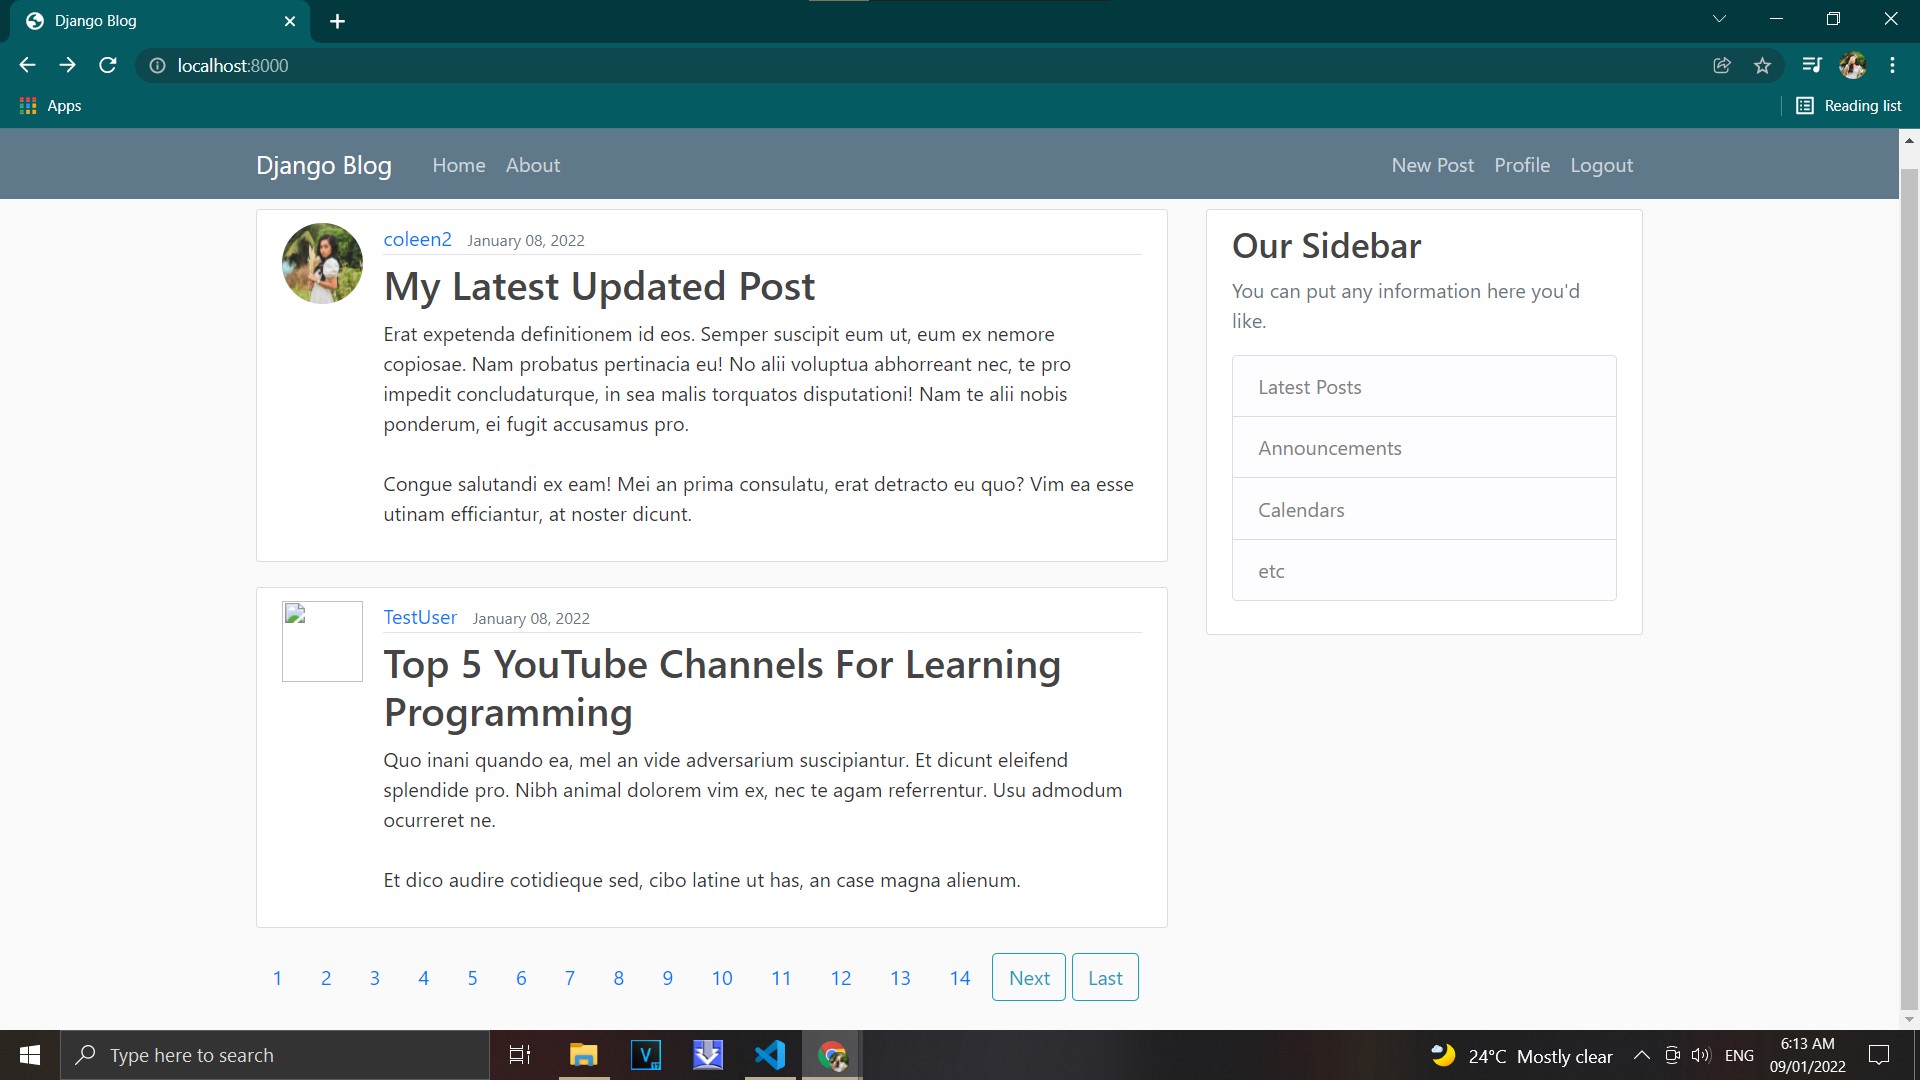 Django Blog
localhost:8000
Apps
Reading list
Django Blog Home About New Post Profile Logout
coleen2 January 08, 2022
My Latest Updated Post
Erat expetenda definitionem id eos. Semper suscipit eum ut, eum ex nemore
copiosae. Nam probatus pertinacia eu! No alii voluptua abhorreant nec, te pro
impedit concludaturque, in sea malis torquatos disputationi! Nam te alii nobis
ponderum, ei fugit accusamus pro.
Congue salutandi ex eam! Mei an prima consulatu, erat detracto eu quo? Vim ea esse
utinam efficiantur, at noster dicunt.
TestUser January 08, 2022
Top 5 YouTube Channels For Learning
Programming
Quo inani quando ea, mel an vide adversarium suscipiantur. Et dicunt eleifend
splendide pro. Nibh animal dolorem vim ex, nec te agam referrentur. Usu admodum
ocurreret ne.
Et dico audire cotidieque sed, cibo latine ut has, an case magna alienum.
1 2 3 4 5 6 7 8 9 10 11 12 13 14 Next Last
Our Sidebar
You can put any information here you'd
like.
Latest Posts
Announcements
Calendars
etc
Type here to search
V
17
24°C Mostly clear
ENG
6:13 AM
09/01/2022